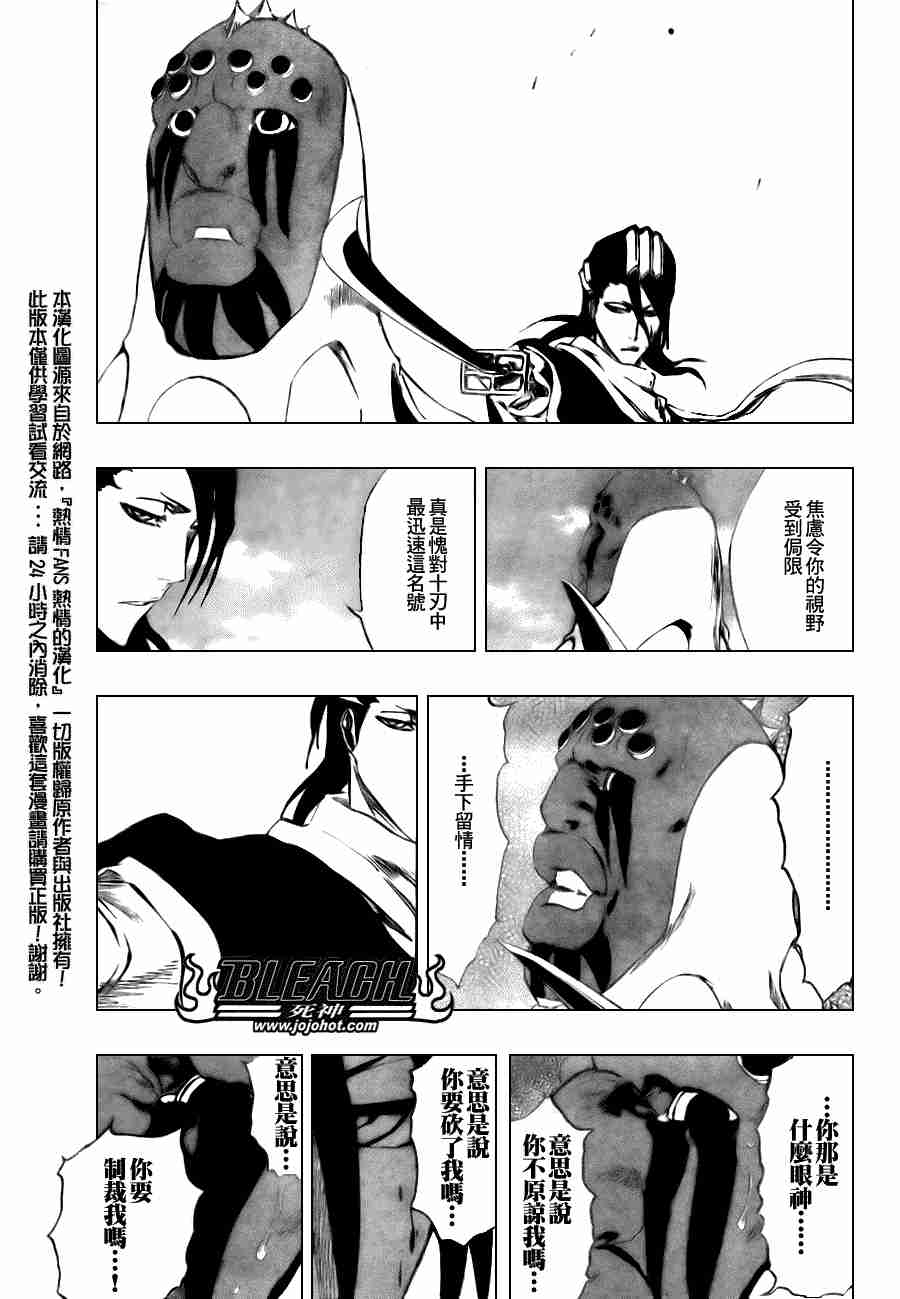 焦慮令你的視野
受到侷限
真是愧對十刃中
最迅速這名號
………………
…手下留情……
BLEACH
死神
www.jojohot.com
…你那是
什麼眼神……
意思是說
你不原諒我嗎…
意思是說
你要砍了我嗎…
意思是說…
你要
制裁我嗎…！
本漢化圖源來自於網路，『熱情FANS 熱情的漢化』一切版權歸原作者與出版社擁有！
此版本僅供學習試看交流… 請 24 小時之內消除，喜歡這套漫畫請購買正版！謝謝。